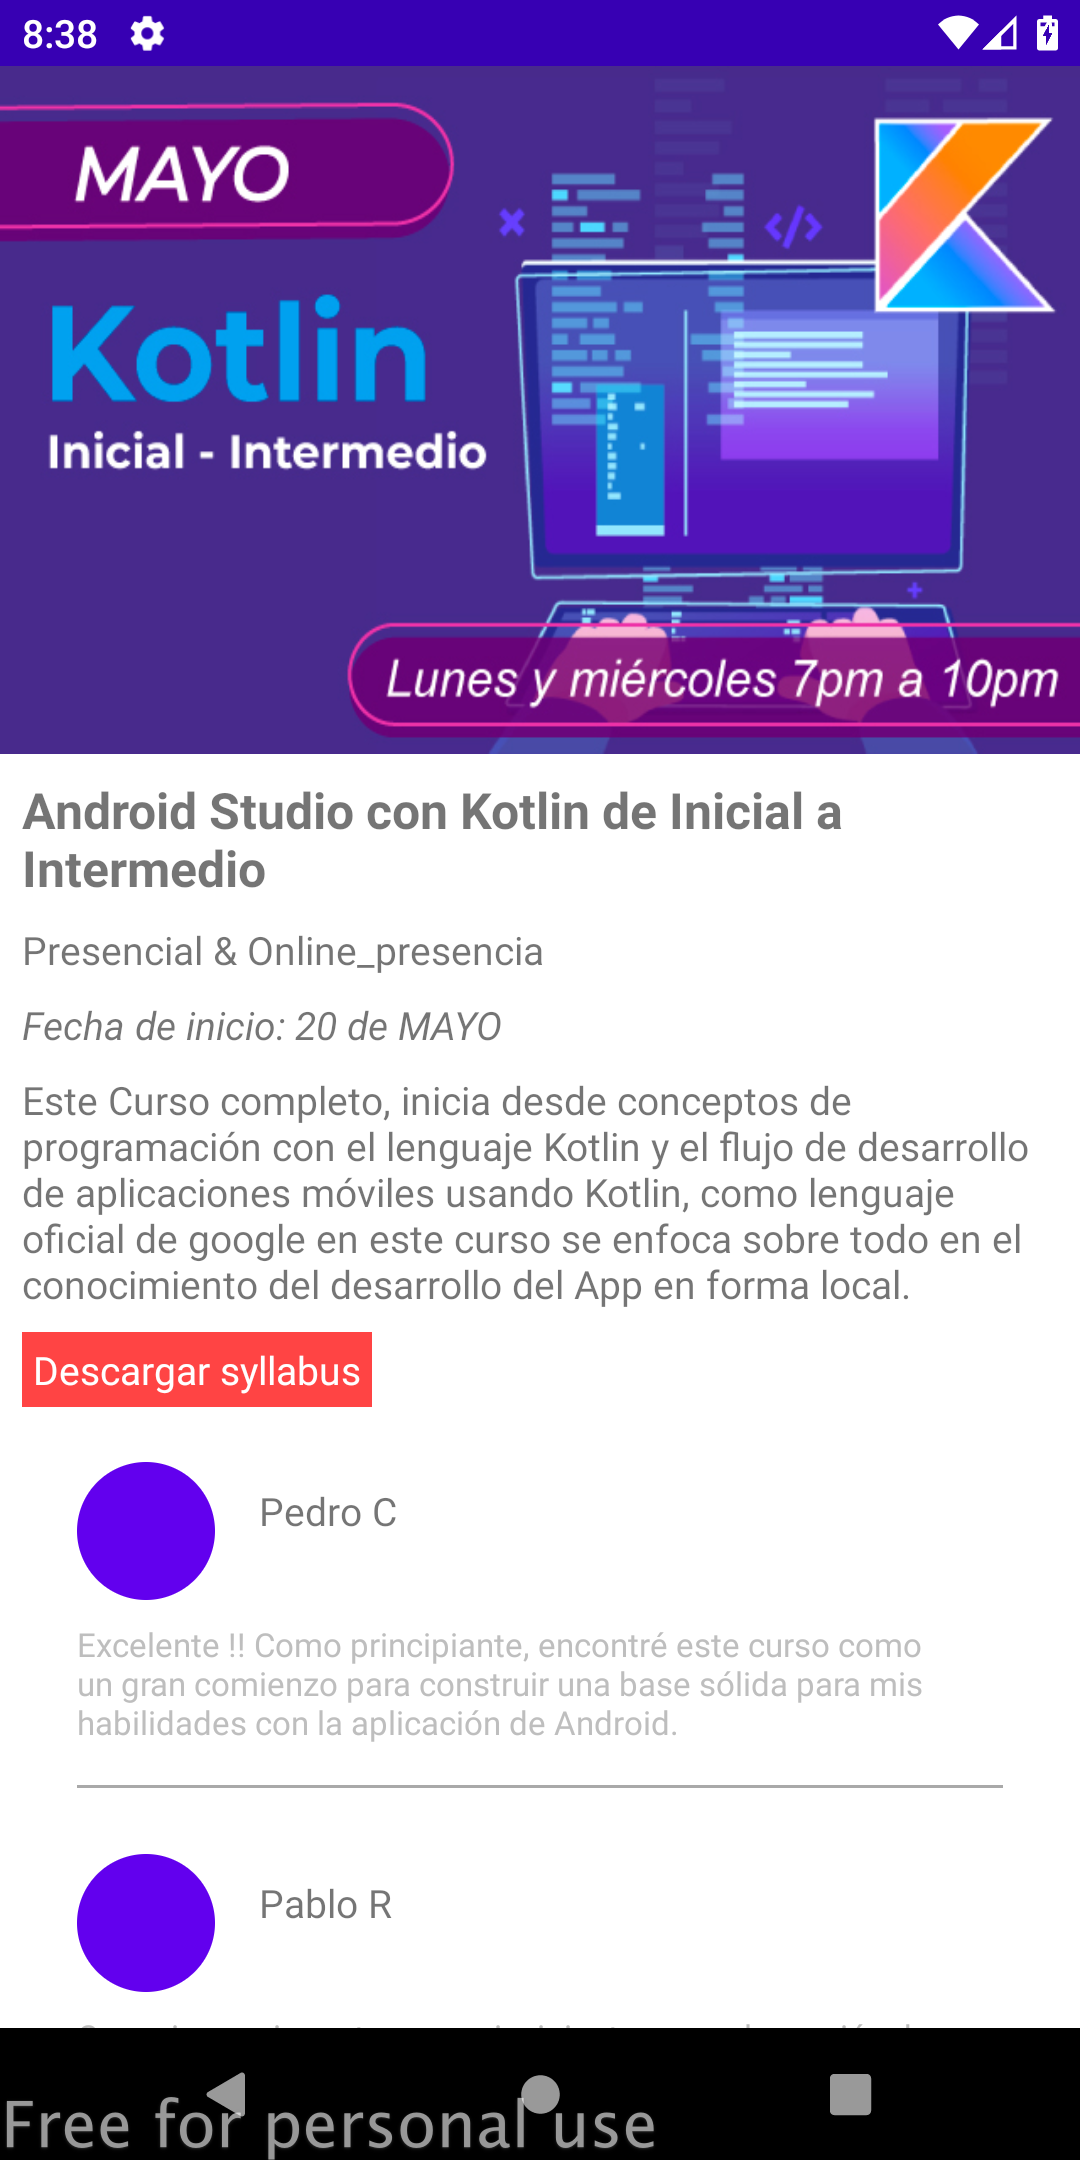 8:38
MAYO
Kotlin
Inicial - Intermedio
Lunes y miércoles 7pm a 10pm
Android Studio con Kotlin de Inicial a
Intermedio
Presencial & Online_presencia
Fecha de inicio: 20 de MAYO
Este Curso completo, inicia desde conceptos de
programación con el lenguaje Kotlin y el flujo de desarrollo
de aplicaciones móviles usando Kotlin, como lenguaje
oficial de google en este curso se enfoca sobre todo en el
conocimiento del desarrollo del App en forma local.
Descargar syllabus
Pedro C
Excelente !! Como principiante, encontré este curso como
un gran comienzo para construir una base sólida para mis
habilidades con la aplicación de Android.
Pablo R
Free for personal use